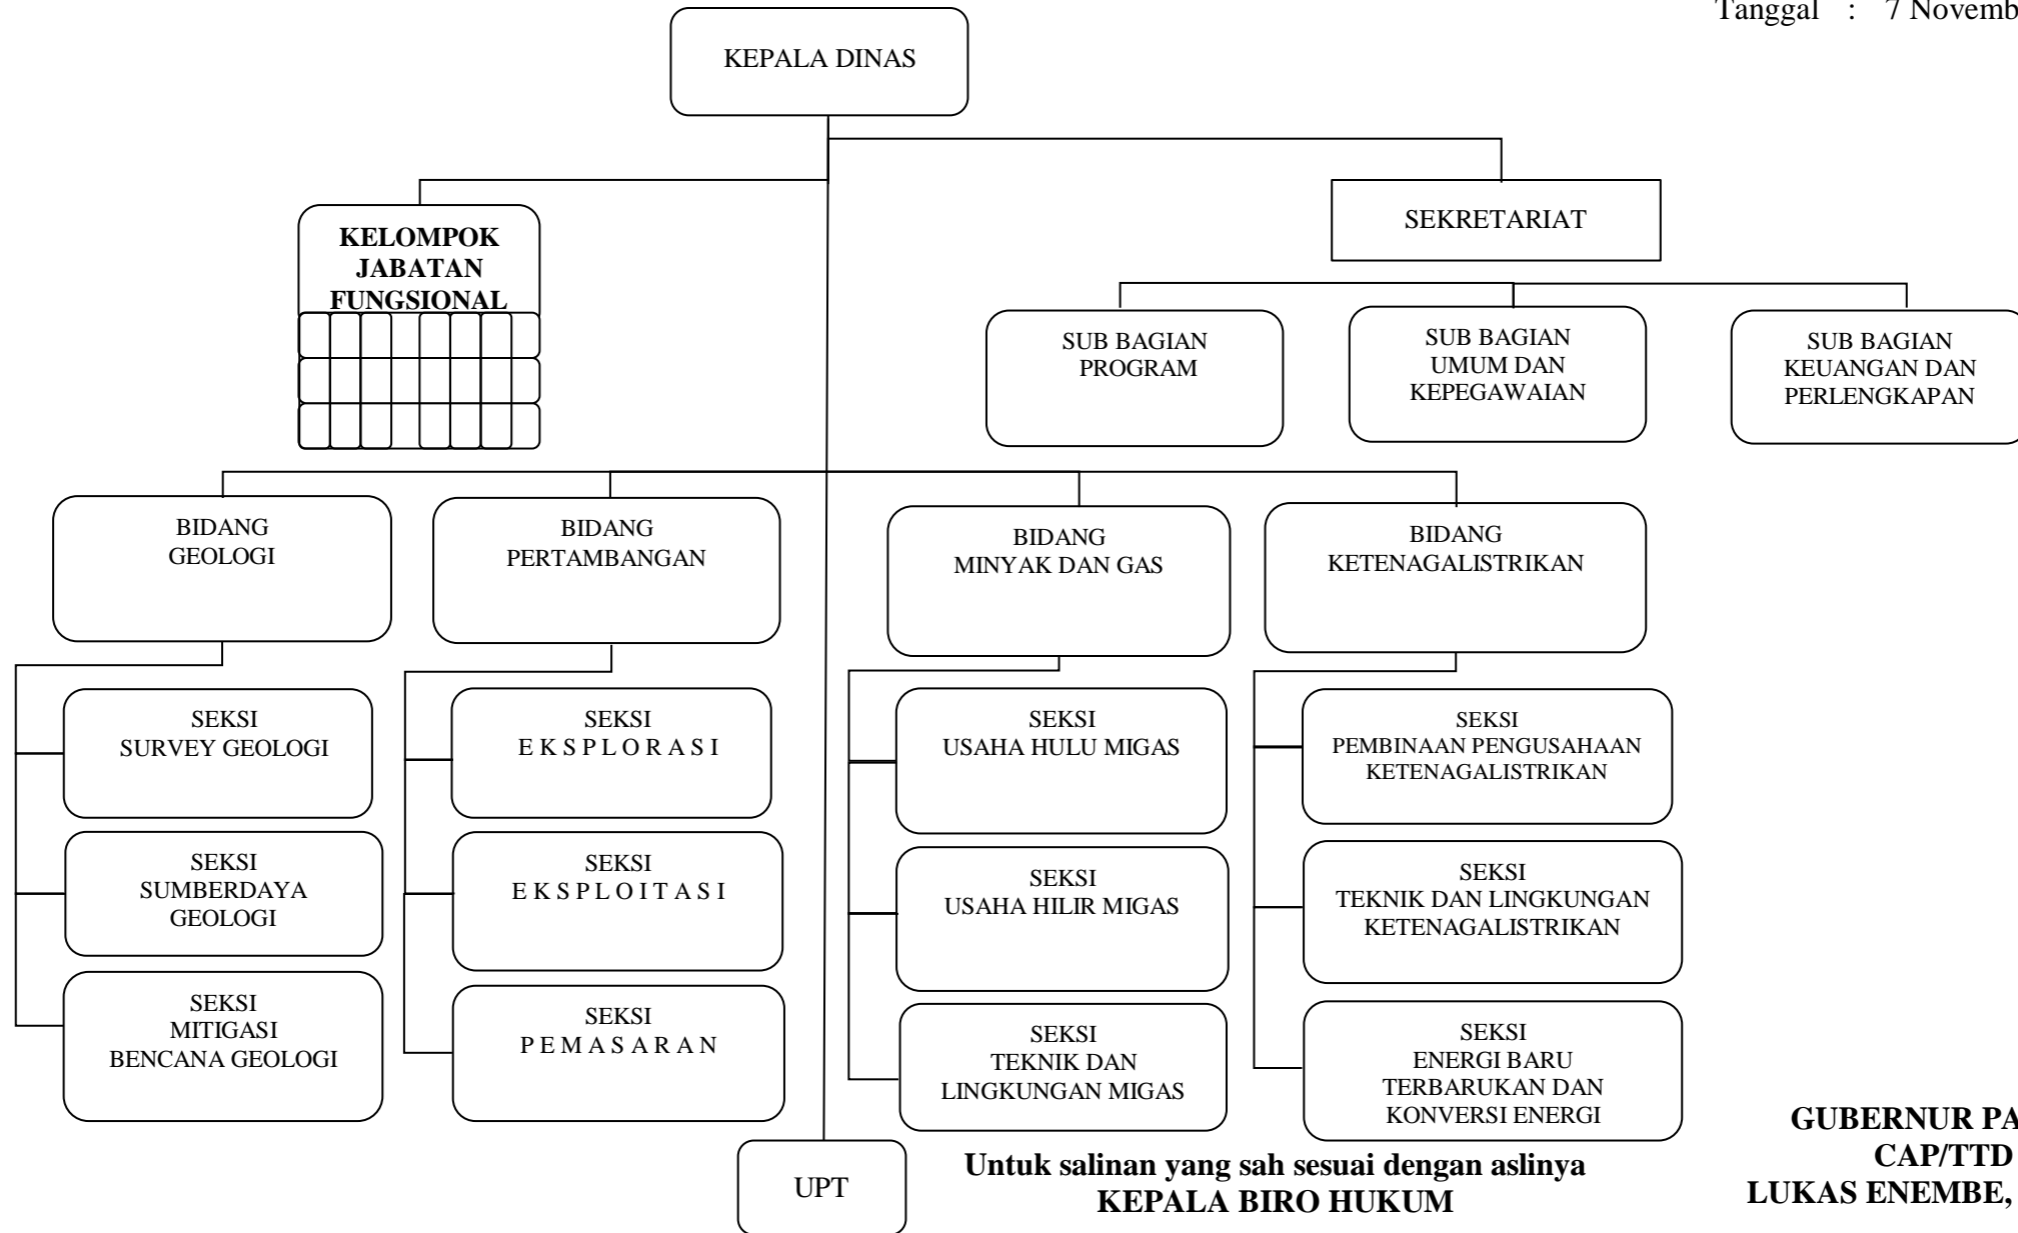 Tanggal : 7 Novemb
KEPALA DINAS
SEKRETARIAT
KELOMPOK
JABATAN
FUNGSIONAL
SUB BAGIAN
PROGRAM
SUB BAGIAN
UMUM DAN
KEPEGAWAIAN
SUB BAGIAN
KEUANGAN DAN
PERLENGKAPAN
BIDANG
GEOLOGI
BIDANG
PERTAMBANGAN
BIDANG
MINYAK DAN GAS
BIDANG
KETENAGALISTRIKAN
SEKSI
SURVEY GEOLOGI
SEKSI
E K S P L O R A S I
SEKSI
USAHA HULU MIGAS
SEKSI
PEMBINAAN PENGUSAHAAN
KETENAGALISTRIKAN
SEKSI
SUMBERDAYA
GEOLOGI
SEKSI
E K S P L O I T A S I
SEKSI
USAHA HILIR MIGAS
SEKSI
TEKNIK DAN LINGKUNGAN
KETENAGALISTRIKAN
SEKSI
MITIGASI
BENCANA GEOLOGI
SEKSI
P E M A S A R A N
SEKSI
TEKNIK DAN
LINGKUNGAN MIGAS
SEKSI
ENERGI BARU
TERBARUKAN DAN
KONVERSI ENERGI
UPT
Untuk salinan yang sah sesuai dengan aslinya
KEPALA BIRO HUKUM
GUBERNUR PA
CAP/TTD
LUKAS ENEMBE,